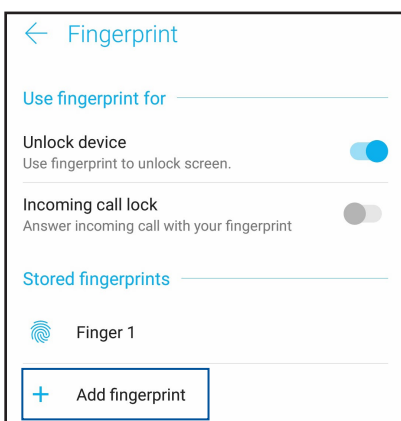 Fingerprint
Use fingerprint for
Unlock device
Use fingerprint to unlock screen.
Incoming call lock
Answer incoming call with your fingerprint
Stored fingerprints
Finger 1
Add fingerprint